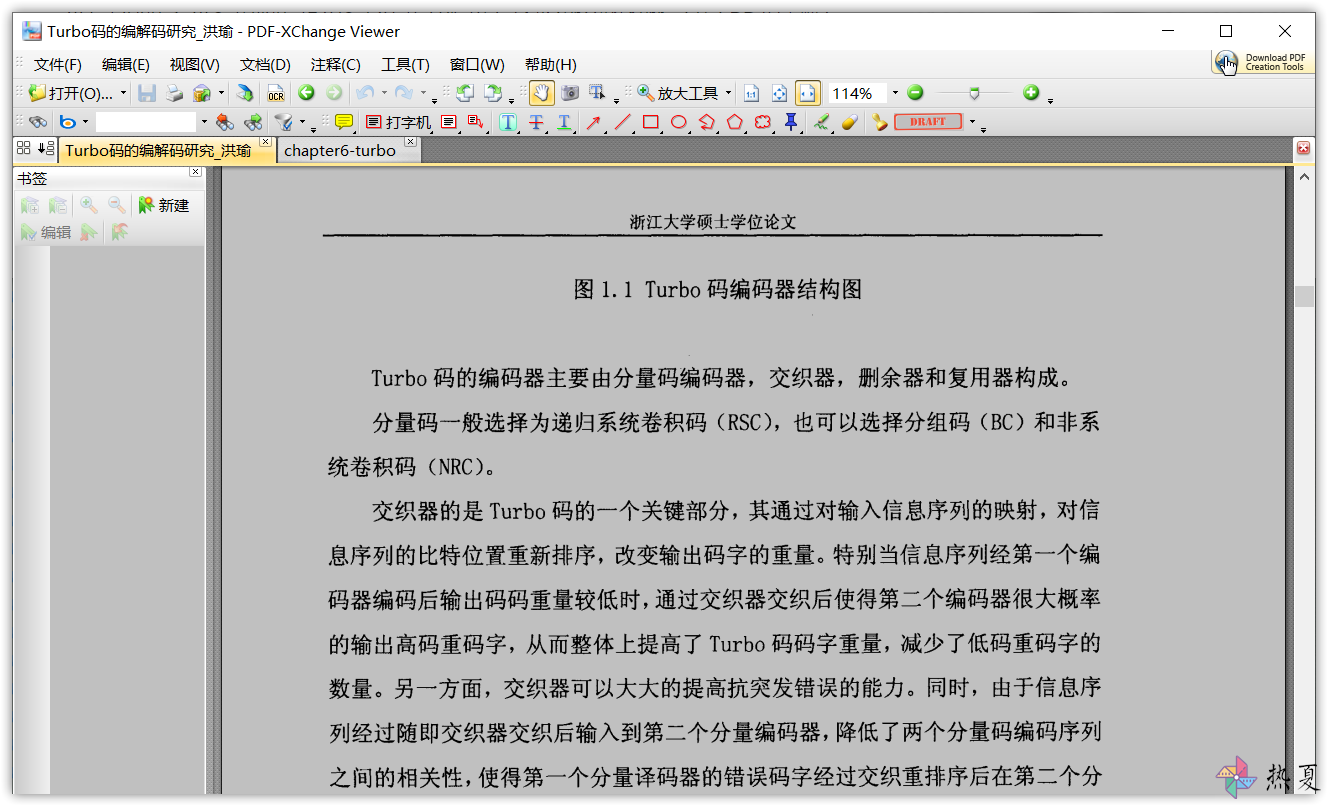 Turbo码的编解码研究_洪瑜 - PDF-XChange Viewer
文件(F) 编辑(E) 视图(V) 文档(D) 注释(C) 工具(T) 窗口(W) 帮助(H)
Download PDF
Creation Tools
打开(O)... OCR 放大工具 1:1 114%
打字机 T T T DRAFT
Turbo码的编解码研究_洪瑜 chapter6-turbo
书签
新建
编辑
浙江大学硕士学位论文
图 1.1 Turbo 码编码器结构图
Turbo 码的编码器主要由分量码编码器，交织器，删余器和复用器构成。
分量码一般选择为递归系统卷积码（RSC），也可以选择分组码（BC）和非系
统卷积码（NRC）。
交织器的是 Turbo 码的一个关键部分，其通过对输入信息序列的映射，对信
息序列的比特位置重新排序，改变输出码字的重量。特别当信息序列经第一个编
码器编码后输出码码重量较低时，通过交织器交织后使得第二个编码器很大概率
的输出高码重码字，从而整体上提高了 Turbo 码码字重量，减少了低码重码字的
数量。另一方面，交织器可以大大的提高抗突发错误的能力。同时，由于信息序
列经过随即交织器交织后输入到第二个分量编码器，降低了两个分量码编码序列
之间的相关性，使得第一个分量译码器的错误码字经过交织重排序后在第二个分
热夏